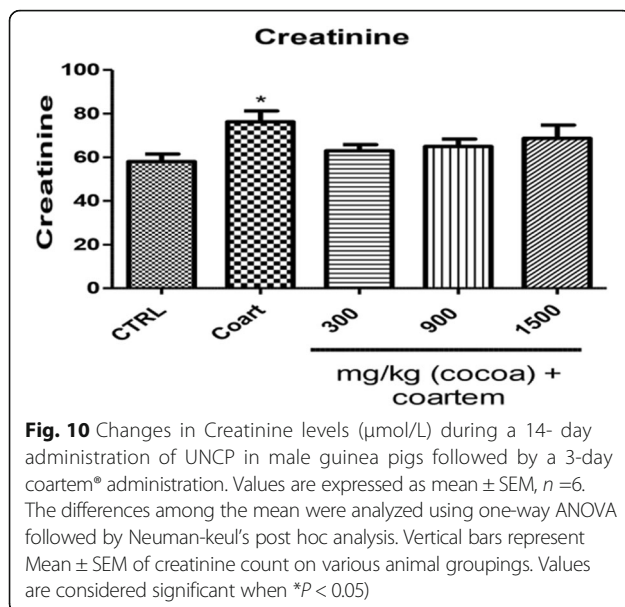 Creatinine
100
80
60
40
20
0
Creatinine
*
CTRL
Coart
300
900
1500
mg/kg (cocoa) +
coartem
Fig. 10 Changes in Creatinine levels (μmol/L) during a 14- day
administration of UNCP in male guinea pigs followed by a 3-day
coartem® administration. Values are expressed as mean ± SEM, n =6.
The differences among the mean were analyzed using one-way ANOVA
followed by Neuman-keul's post hoc analysis. Vertical bars represent
Mean ± SEM of creatinine count on various animal groupings. Values
are considered significant when *P < 0.05)